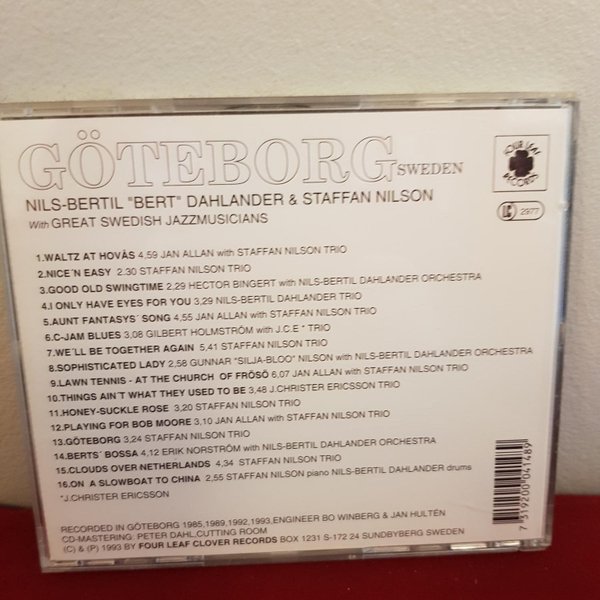 GÖTEBORG SWEDEN
FOUR LEAF
RECORDS
NILS-BERTIL "BERT" DAHLANDER & STAFFAN NILSON
With GREAT SWEDISH JAZZMUSICIANS
LC 2977
1.WALTZ AT HOVÅS 4,59 JAN ALLAN with STAFFAN NILSON TRIO
2.NICE´N EASY 2.30 STAFFAN NILSON TRIO
3.GOOD OLD SWINGTIME 2,29 HECTOR BINGERT with NILS-BERTIL DAHLANDER ORCHESTRA
4.I ONLY HAVE EYES FOR YOU 3,29 NILS-BERTIL DAHLANDER TRIO
5.AUNT FANTASYS´ SONG 4,55 JAN ALLAN with STAFFAN NILSON TRIO
6.C-JAM BLUES 3,08 GILBERT HOLMSTRÖM with J.C.E * TRIO
7.WE´LL BE TOGETHER AGAIN 5,41 STAFFAN NILSON TRIO
8.SOPHISTICATED LADY 2,58 GUNNAR "SILJA-BLOO" NILSON with NILS-BERTIL DAHLANDER ORCHESTRA
9.LAWN TENNIS - AT THE CHURCH OF FRÖSÖ 6,07 JAN ALLAN with STAFFAN NILSON TRIO
10.THINGS AIN´T WHAT THEY USED TO BE 3,48 J.CHRISTER ERICSSON TRIO
11.HONEY-SUCKLE ROSE 3,20 STAFFAN NILSON TRIO
12.PLAYING FOR BOB MOORE 3,10 JAN ALLAN with STAFFAN NILSON TRIO
13.GÖTEBORG 3,24 STAFFAN NILSON TRIO
14.BERTS´ BOSSA 4,12 ERIK NORSTRÖM with NILS-BERTIL DAHLANDER ORCHESTRA
15.CLOUDS OVER NETHERLANDS 4,34 STAFFAN NILSON TRIO
16.ON A SLOWBOAT TO CHINA 2,55 STAFFAN NILSON piano NILS-BERTIL DAHLANDER drums
*J.CHRISTER ERICSSON
RECORDED IN GÖTEBORG 1985,1989,1992,1993,ENGINEER BO WINBERG & JAN HULTÉN
CD-MASTERING: PETER DAHL,CUTTING ROOM
(C) & (P) 1993 BY FOUR LEAF CLOVER RECORDS BOX 1231 S-172 24 SUNDBYBERG SWEDEN
7 319200 041489